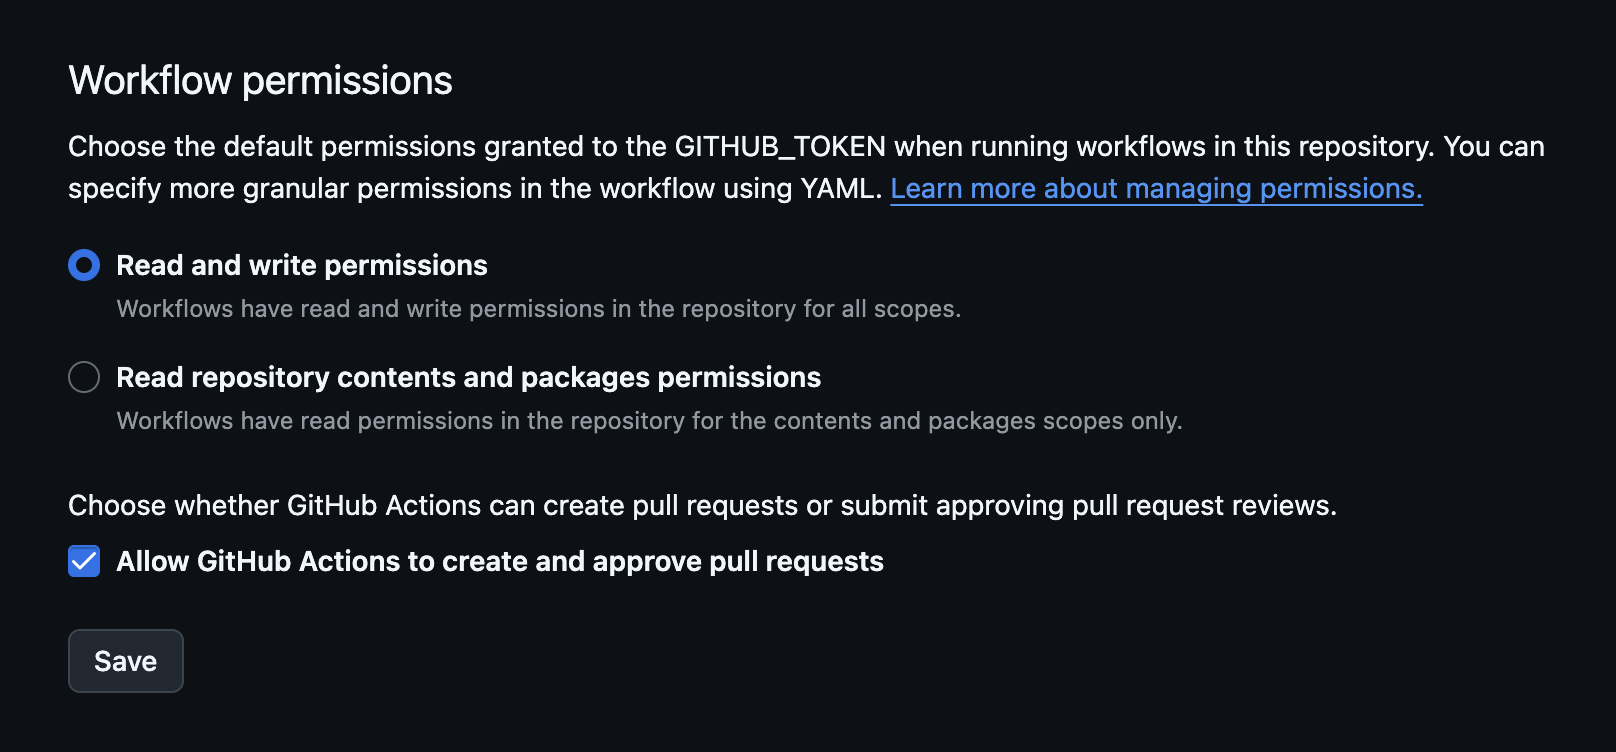 Workflow permissions
Choose the default permissions granted to the GITHUB_TOKEN when running workflows in this repository. You can
specify more granular permissions in the workflow using YAML. Learn more about managing permissions.
Read and write permissions
Workflows have read and write permissions in the repository for all scopes.
Read repository contents and packages permissions
Workflows have read permissions in the repository for the contents and packages scopes only.
Choose whether GitHub Actions can create pull requests or submit approving pull request reviews.
Allow GitHub Actions to create and approve pull requests
Save